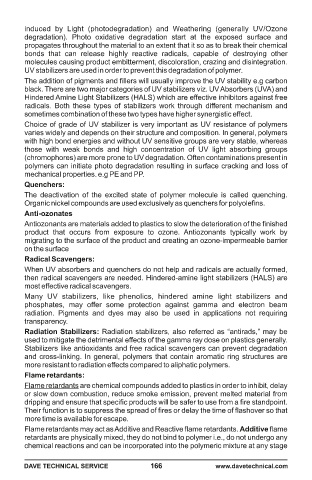 induced by Light (photodegradation) and Weathering (generally UV/Ozone
degradation). Photo oxidative degradation start at the exposed surface and
propagates throughout the material to an extent that it so as to break their chemical
bonds that can release highly reactive radicals, capable of destroying other
molecules causing product embitterment, discoloration, crazing and disintegration.
UV stabilizers are used in order to prevent this degradation of polymer.
The addition of pigments and fillers will usually improve the UV stability e.g carbon
black. There are two major categories of UV stabilizers viz. UV Absorbers (UVA) and
Hindered Amine Light Stabilizers (HALS) which are effective inhibitors against free
radicals. Both these types of stabilizers work through different mechanism and
sometimes combination of these two types have higher synergistic effect.
Choice of grade of UV stabilizer is very important as UV resistance of polymers
varies widely and depends on their structure and composition. In general, polymers
with high bond energies and without UV sensitive groups are very stable, whereas
those with weak bonds and high concentration of UV light absorbing groups
(chromophores) are more prone to UV degradation. Often contaminations present in
polymers can initiate photo degradation resulting in surface cracking and loss of
mechanical properties. e.g PE and PP.
Quenchers:
The deactivation of the excited state of polymer molecule is called quenching.
Organic nickel compounds are used exclusively as quenchers for polyolefins.
Anti-ozonates
Antiozonants are materials added to plastics to slow the deterioration of the finished
product that occurs from exposure to ozone. Antiozonants typically work by
migrating to the surface of the product and creating an ozone-impermeable barrier
on the surface
Radical Scavengers:
When UV absorbers and quenchers do not help and radicals are actually formed,
then radical scavengers are needed. Hindered-amine light stabilizers (HALS) are
most effective radical scavengers.
Many UV stabilizers, like phenolics, hindered amine light stabilizers and
phosphates, may offer some protection against gamma and electron beam
radiation. Pigments and dyes may also be used in applications not requiring
transparency.
Radiation Stabilizers: Radiation stabilizers, also referred as “antirads,” may be
used to mitigate the detrimental effects of the gamma ray dose on plastics generally.
Stabilizers like antioxidants and free radical scavengers can prevent degradation
and cross-linking. In general, polymers that contain aromatic ring structures are
more resistant to radiation effects compared to aliphatic polymers.
Flame retardants:
Flame retardants are chemical compounds added to plastics in order to inhibit, delay
or slow down combustion, reduce smoke emission, prevent melted material from
dripping and ensure that specific products will be safer to use from a fire standpoint.
Their function is to suppress the spread of fires or delay the time of flashover so that
more time is available for escape.
Flame retardants may act as Additive and Reactive flame retardants. Additive flame
retardants are physically mixed, they do not bind to polymer i.e., do not undergo any
chemical reactions and can be incorporated into the polymeric mixture at any stage
DAVE TECHNICAL SERVICE 166 www.davetechnical.com